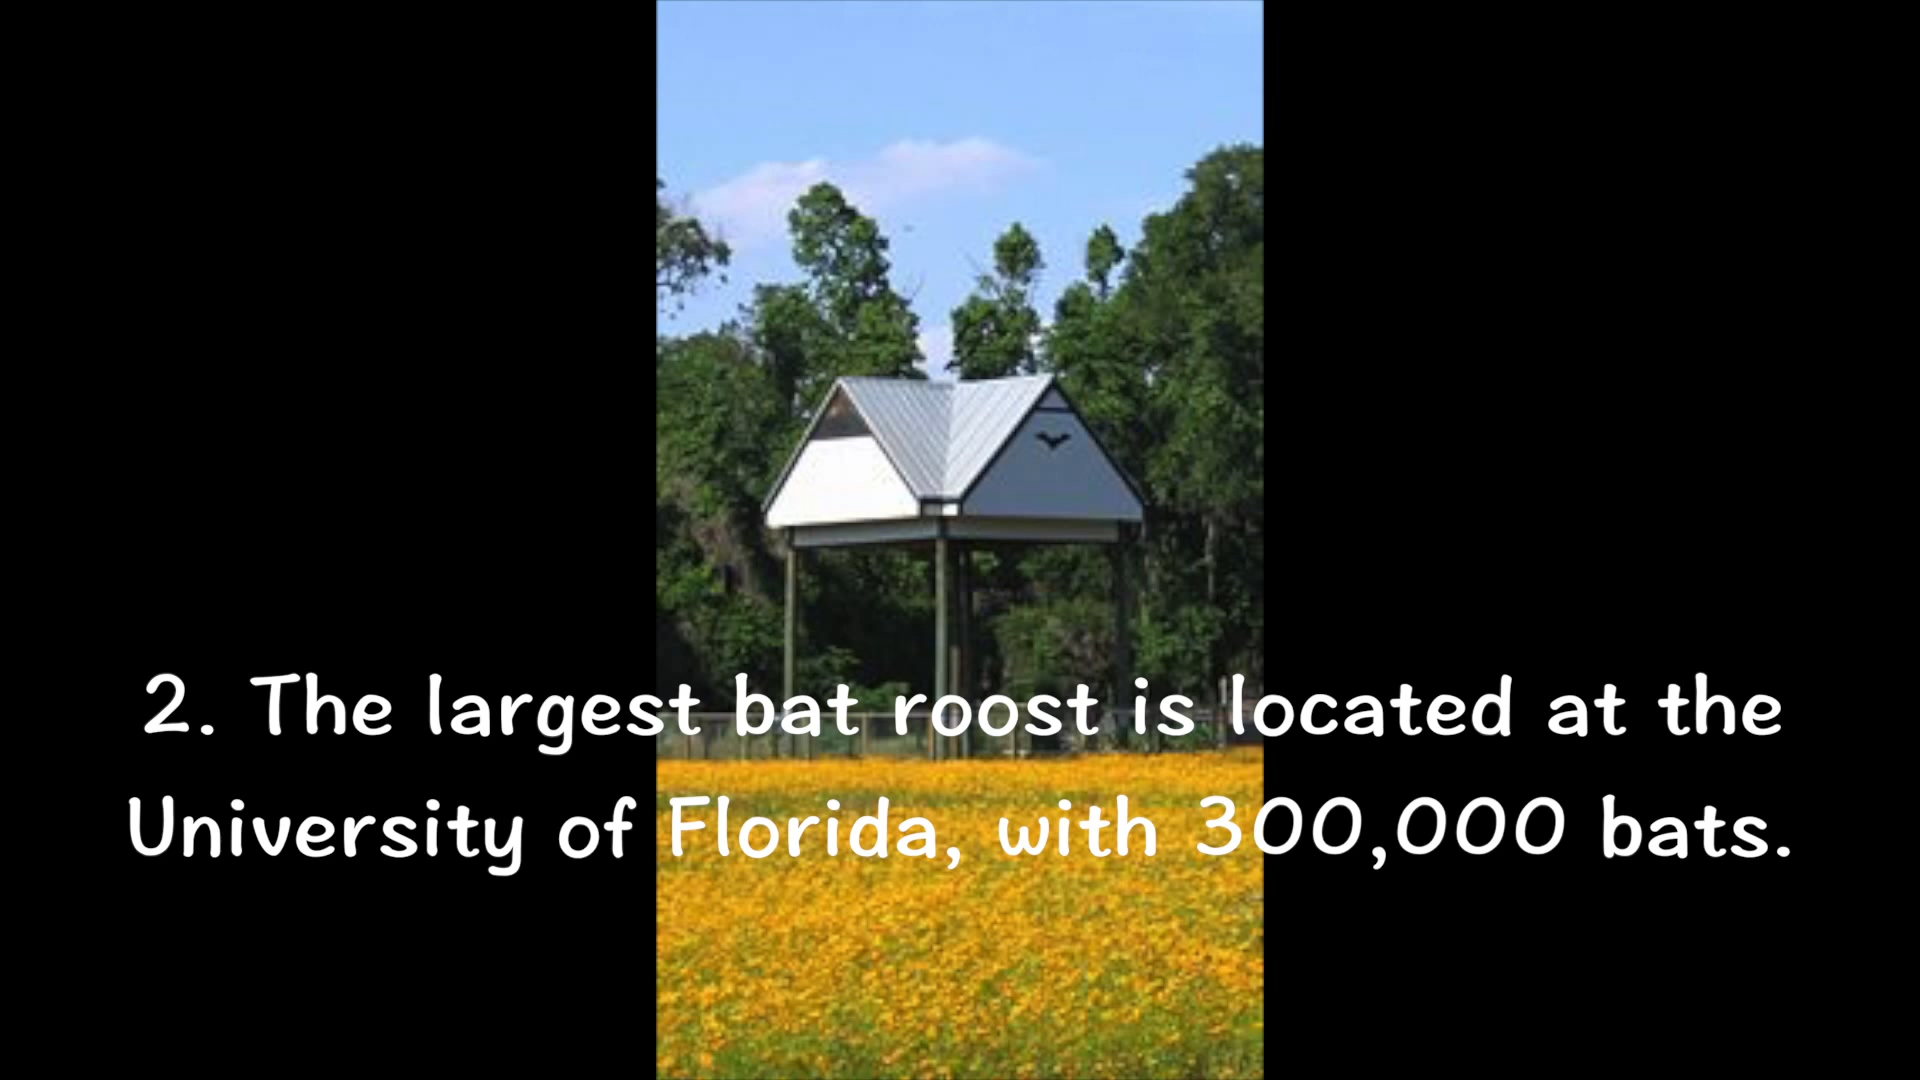 2. The largest bat roost is located at the
University of Florida, with 300,000 bats.